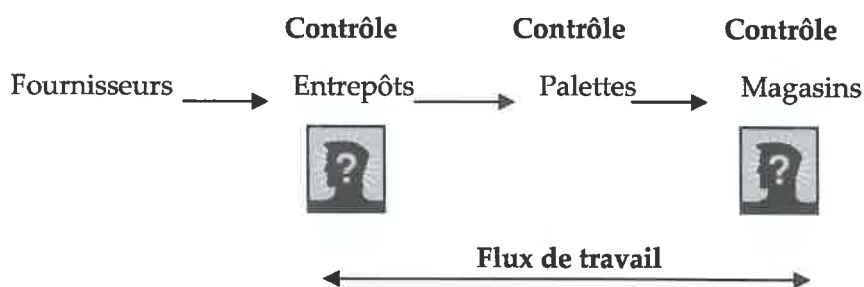 Contrôle Contrôle Contrôle
Fournisseurs Entrepôts Palettes Magasins
? ?
Flux de travail